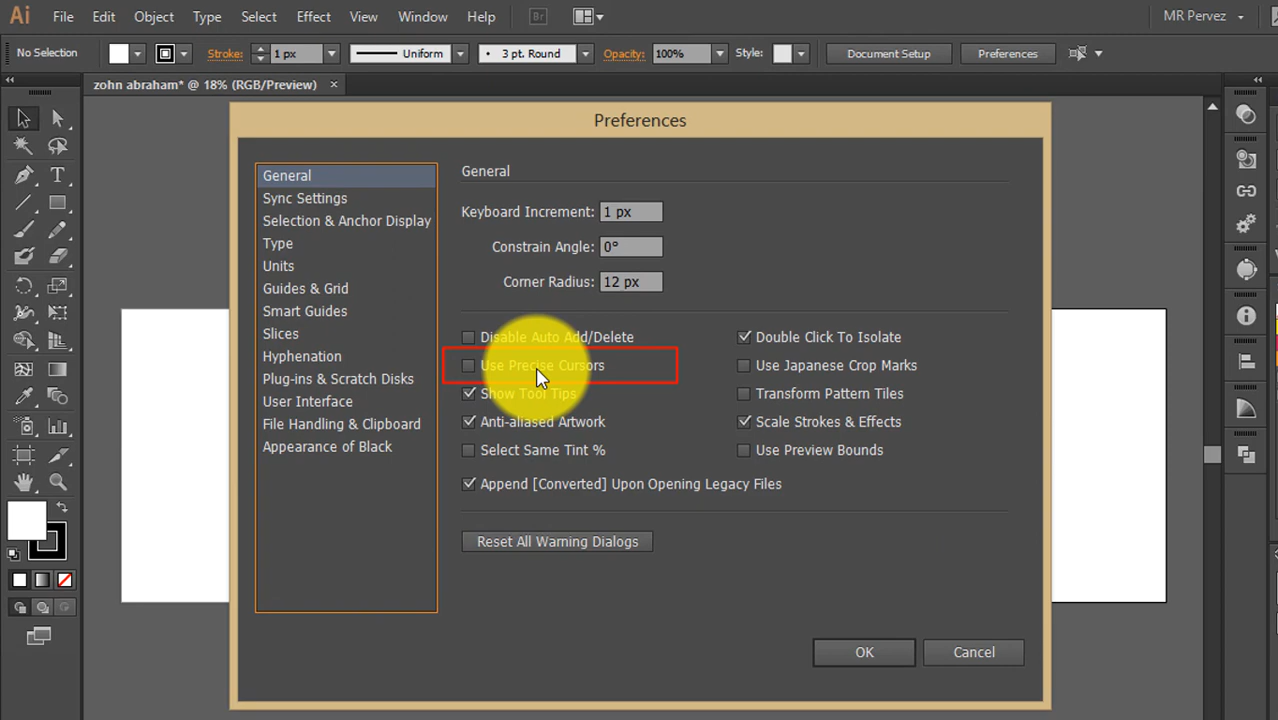 Ai File Edit Object Type Select Effect View Window Help Br MR Pervez
No Selection Stroke: 1 px Uniform 3 pt. Round Opacity: 100% Style: Document Setup Preferences
zohn abraham* @ 18% (RGB/Preview) ×
Preferences
General
Sync Settings
Selection & Anchor Display
Type
Units
Guides & Grid
Smart Guides
Slices
Hyphenation
Plug-ins & Scratch Disks
User Interface
File Handling & Clipboard
Appearance of Black
General
Keyboard Increment: 1 px
Constrain Angle: 0°
Corner Radius: 12 px
Disable Auto Add/Delete
Use Precise Cursors
Show Tool Tips
Anti-aliased Artwork
Select Same Tint %
Append [Converted] Upon Opening Legacy Files
Double Click To Isolate
Use Japanese Crop Marks
Transform Pattern Tiles
Scale Strokes & Effects
Use Preview Bounds
Reset All Warning Dialogs
OK Cancel